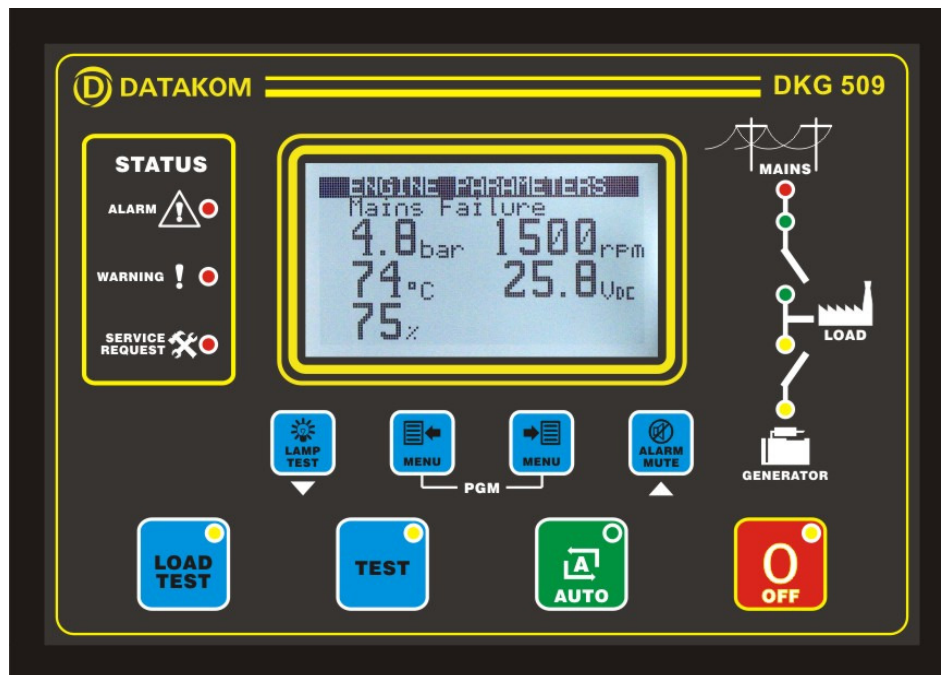 D DATAKOM
DKG 509
STATUS
ALARM
WARNING !
SERVICE
REQUEST
ENGINE PARAMETERS
Mains Failure
4.8bar 1500rpm
74°C 25.8VDC
75%
MAINS
LOAD
GENERATOR
LAMP
TEST
MENU
MENU
ALARM
MUTE
PGM
LOAD
TEST
TEST
A
AUTO
O
OFF